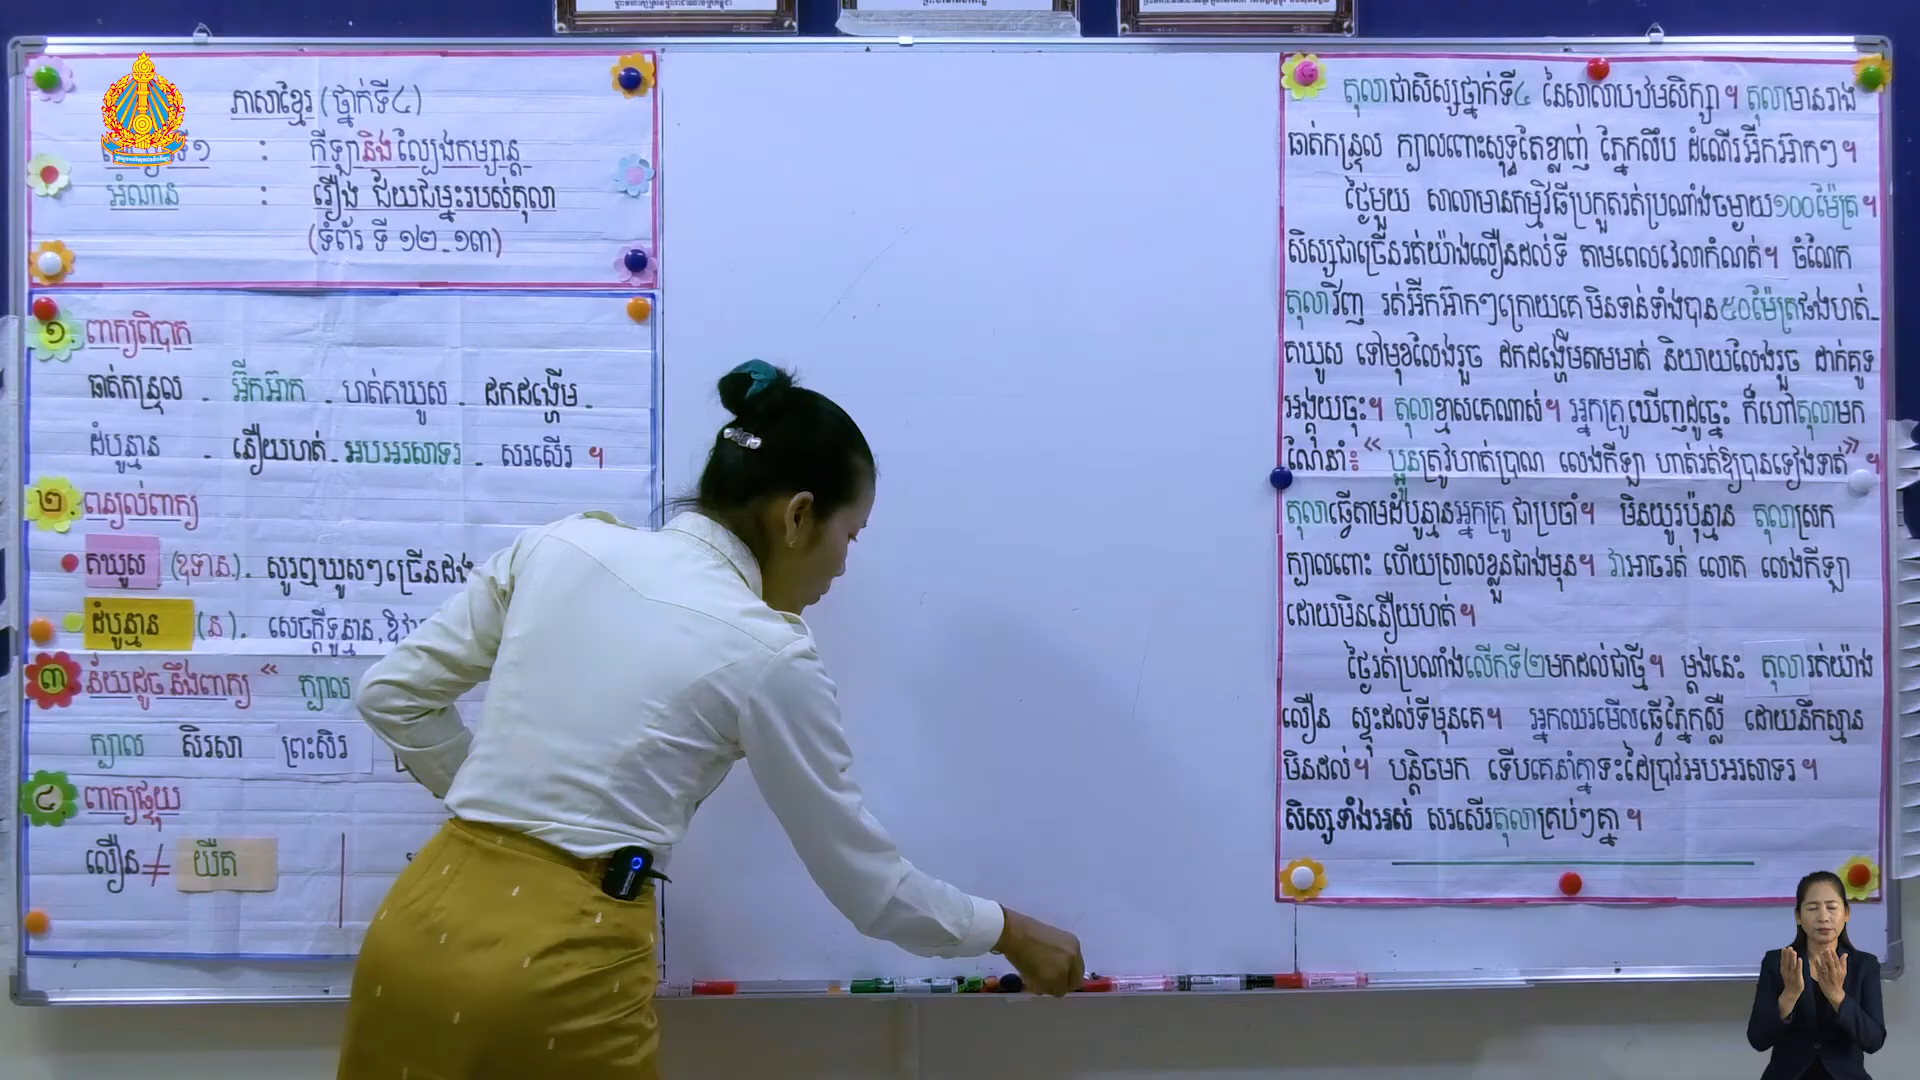 ភាសាខ្មែរ (ថ្នាក់ទី៤)
ទី១ : កីឡានិងល្បែងកម្សាន្ត
អំណាន : រឿង ជ័យជម្នះរបស់តុលា
(ទំព័រ ទី ១២_១៣)
១. ពាក្យពិបាក
ធាត់កន្ទ្រល _ អ៊ីកអ៊ាក _ ហត់គឃូស _ ដកដង្ហើម _
ដំបូន្មាន _ នឿយហត់ _ អបអរសាទរ _ សរសើរ ។
២. ពន្យល់ពាក្យ
គឃូស (ឧទាន). សូរឮឃូសៗច្រើនដង
ដំបូន្មាន (ន). សេចក្ដីទូន្មាន,
៣. ន័យដូចនឹងពាក្យ “ ក្បាល
ក្បាល សិរសា ព្រះសិរ
៤. ពាក្យផ្ទុយ
លឿន ≠ យឺត
តុលាជាសិស្សថ្នាក់ទី៤ នៃសាលាបឋមសិក្សា។ តុលាមានរាង
ធាត់កន្ទ្រល ក្បាលពោះសុទ្ធតែខ្លាញ់ ភ្នែកលឹប ដំណើរអ៊ីកអ៊ាកៗ។
ថ្ងៃមួយ សាលាមានកម្មវិធីប្រកួតរត់ប្រណាំងចម្ងាយ១០០ម៉ែត្រ។
សិស្សជាច្រើនរត់យ៉ាងលឿនដល់ទី តាមពេលវេលាកំណត់។ ចំណែក
តុលាវិញ រត់អ៊ីកអ៊ាកៗក្រោយគេ មិនទាន់ទាំងបាន៥០ម៉ែត្រផងហត់_
គឃូស ទៅមុខលែងរួច ដកដង្ហើមតាមមាត់ និយាយលែងរួច ដាក់គូទ
អង្គុយចុះ។ តុលាខ្មាសគេណាស់។ អ្នកគ្រូឃើញដូច្នេះ ក៏ហៅតុលាមក
ណែនាំ៖ “ ប្អូនត្រូវហាត់ប្រាណ លេងកីឡា ហាត់រត់ឱ្យបានទៀងទាត់” ។
តុលាធ្វើតាមដំបូន្មានអ្នកគ្រូ ជាប្រចាំ។ មិនយូរប៉ុន្មាន តុលាស្រក
ក្បាលពោះ ហើយស្រាលខ្លួនជាងមុន។ វាអាចរត់ លោត លេងកីឡា
ដោយមិននឿយហត់។
ថ្ងៃរត់ប្រណាំងលើកទី២មកដល់ជាថ្មី។ ម្ដងនេះ តុលារត់យ៉ាង
លឿន ស្ទុះដល់ទីមុនគេ។ អ្នកឈរមើលធ្វើភ្នែកស្លឺ ដោយនឹកស្មាន
មិនដល់។ បន្តិចមក ទើបគេនាំគ្នាទះដៃប្រាវអបអរសាទរ។
សិស្សទាំងអស់ សរសើរតុលាគ្រប់ៗគ្នា។